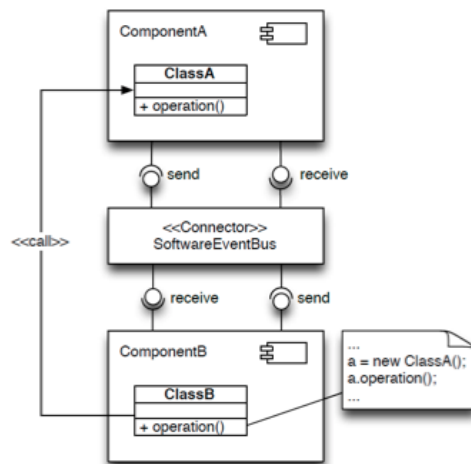 ComponentA
ClassA
+ operation()
send
receive
<<Connector>>
SoftwareEventBus
<<call>>
receive
send
ComponentB
ClassB
+ operation()
...
a = new ClassA();
a.operation();
...